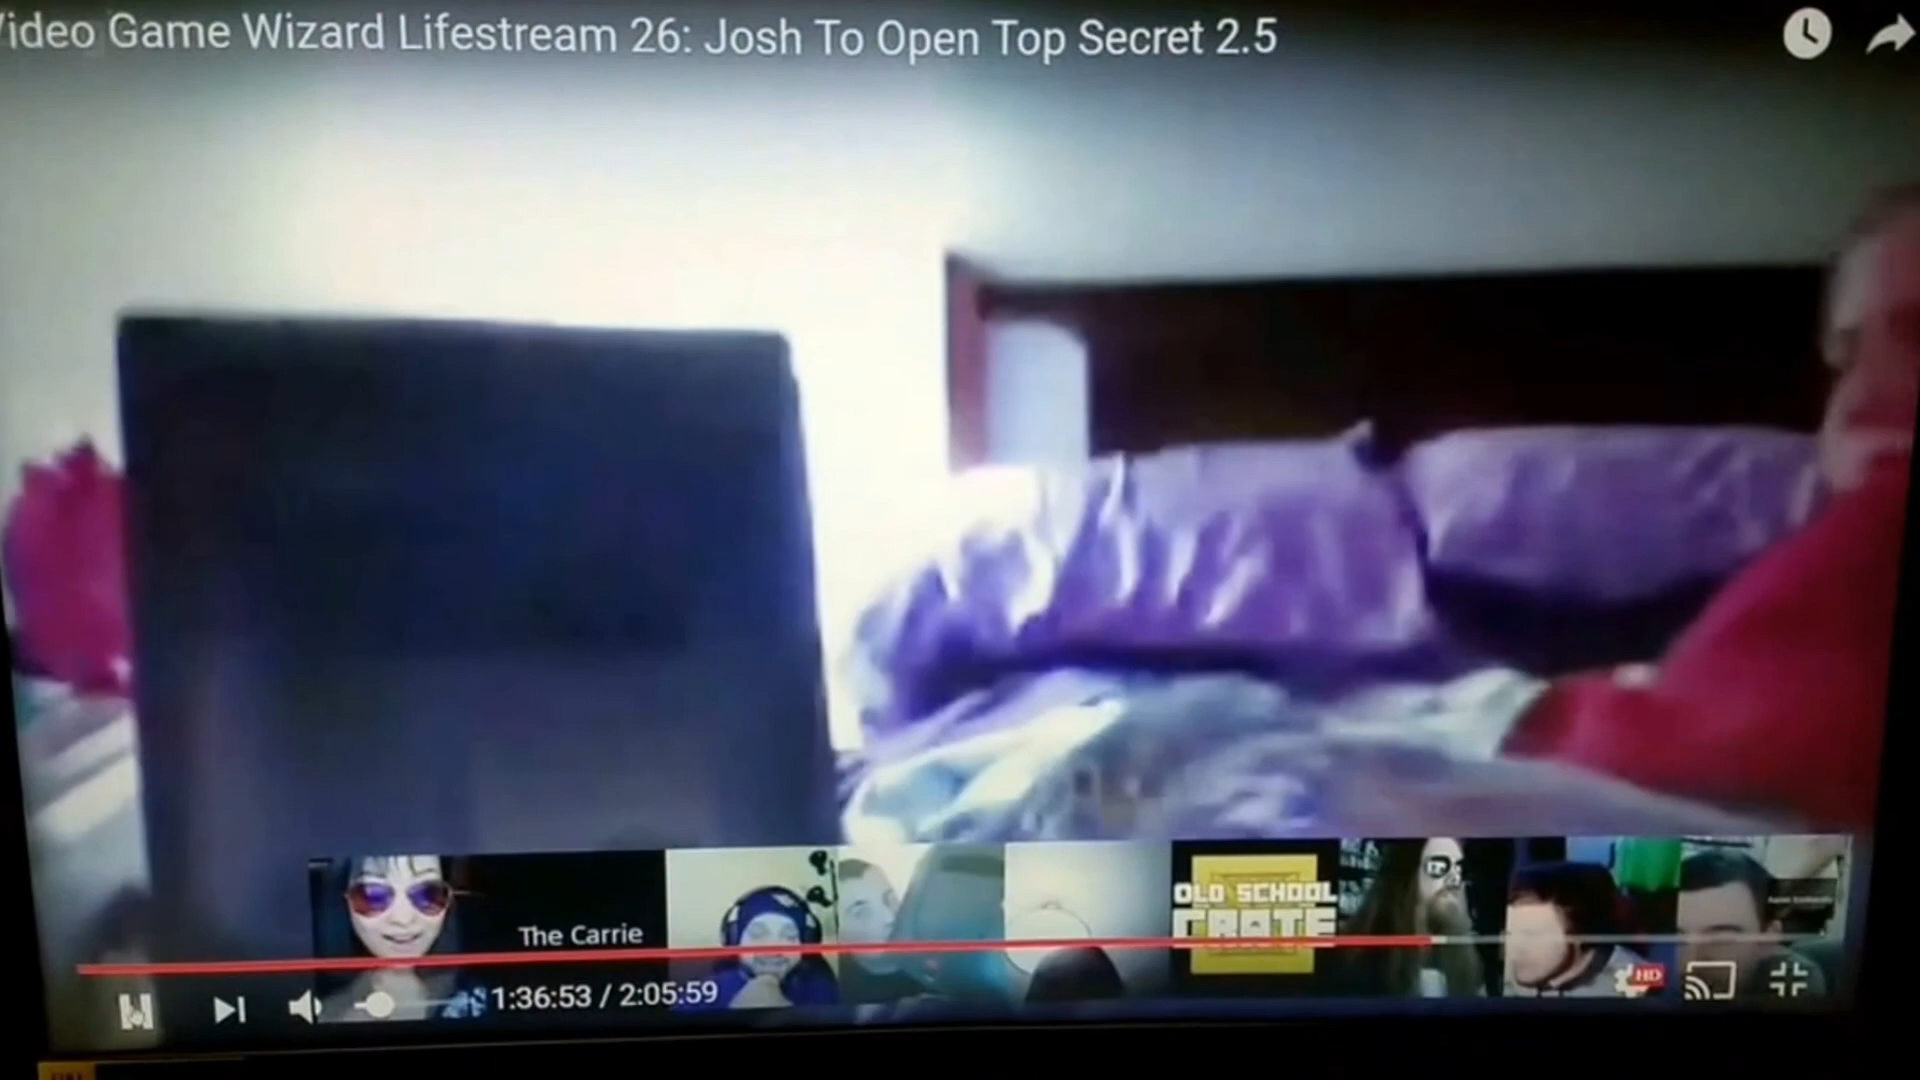 Video Game Wizard Lifestream 26: Josh To Open Top Secret 2.5
The Carrie
OLD SCHOOL
CRATE
1:36:53 / 2:05:59
HD